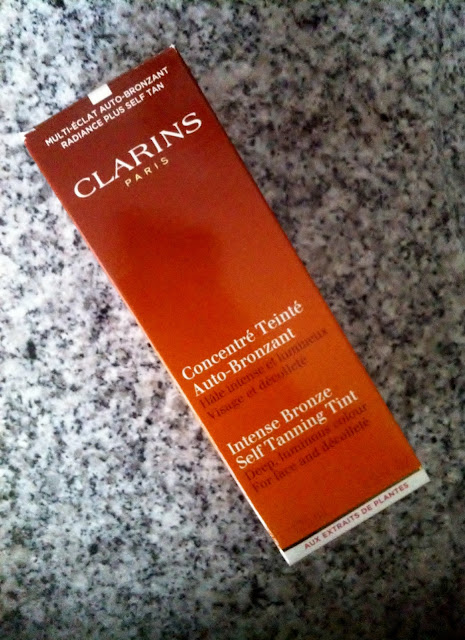 MULTI-ÉCLAT AUTO-BRONZANT
RADIANCE PLUS SELF TAN
CLARINS
PARIS
Concentré Teinté
Auto-Bronzant
Hâle intense et lumineux
Visage et décolleté
Intense Bronze
Self Tanning Tint
Deep, luminous colour
For face and décolleté
AUX EXTRAITS DE PLANTES